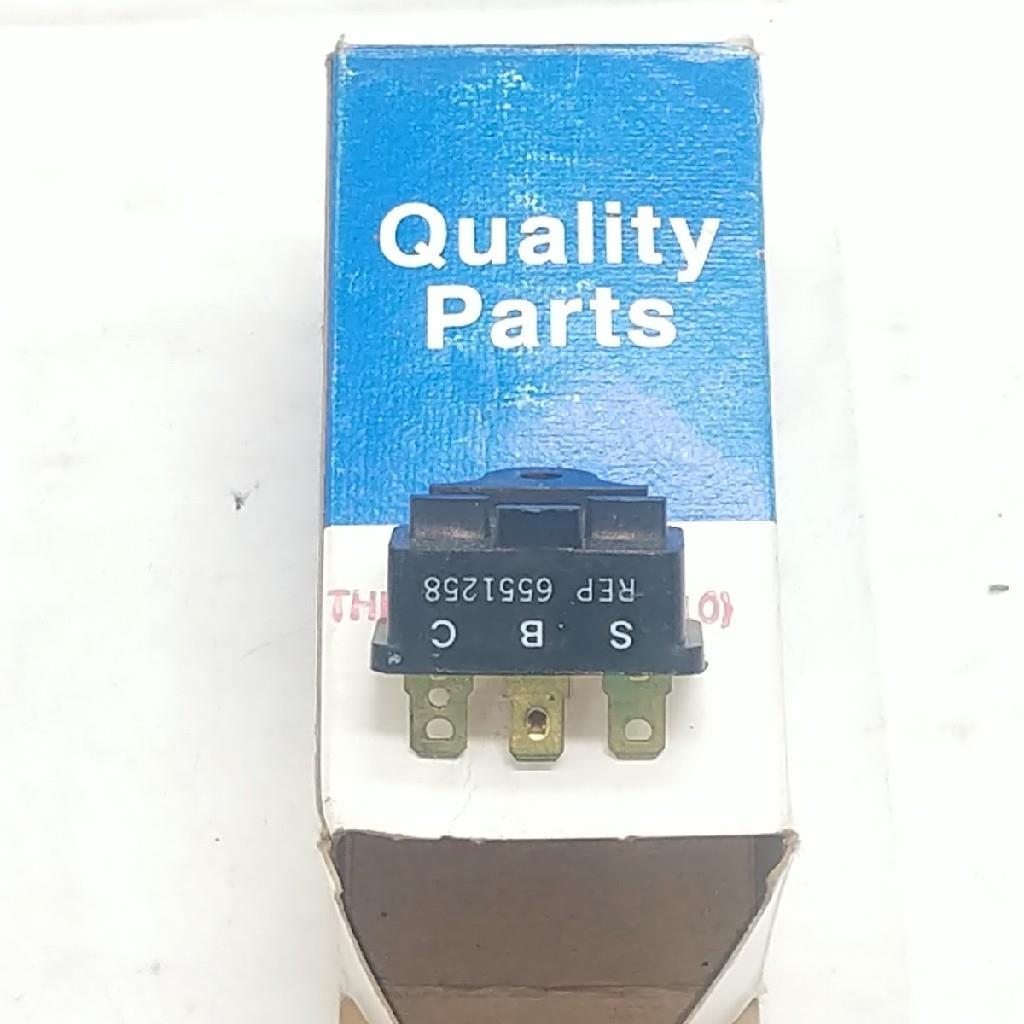 Quality
Parts
REP 6551258
S B C